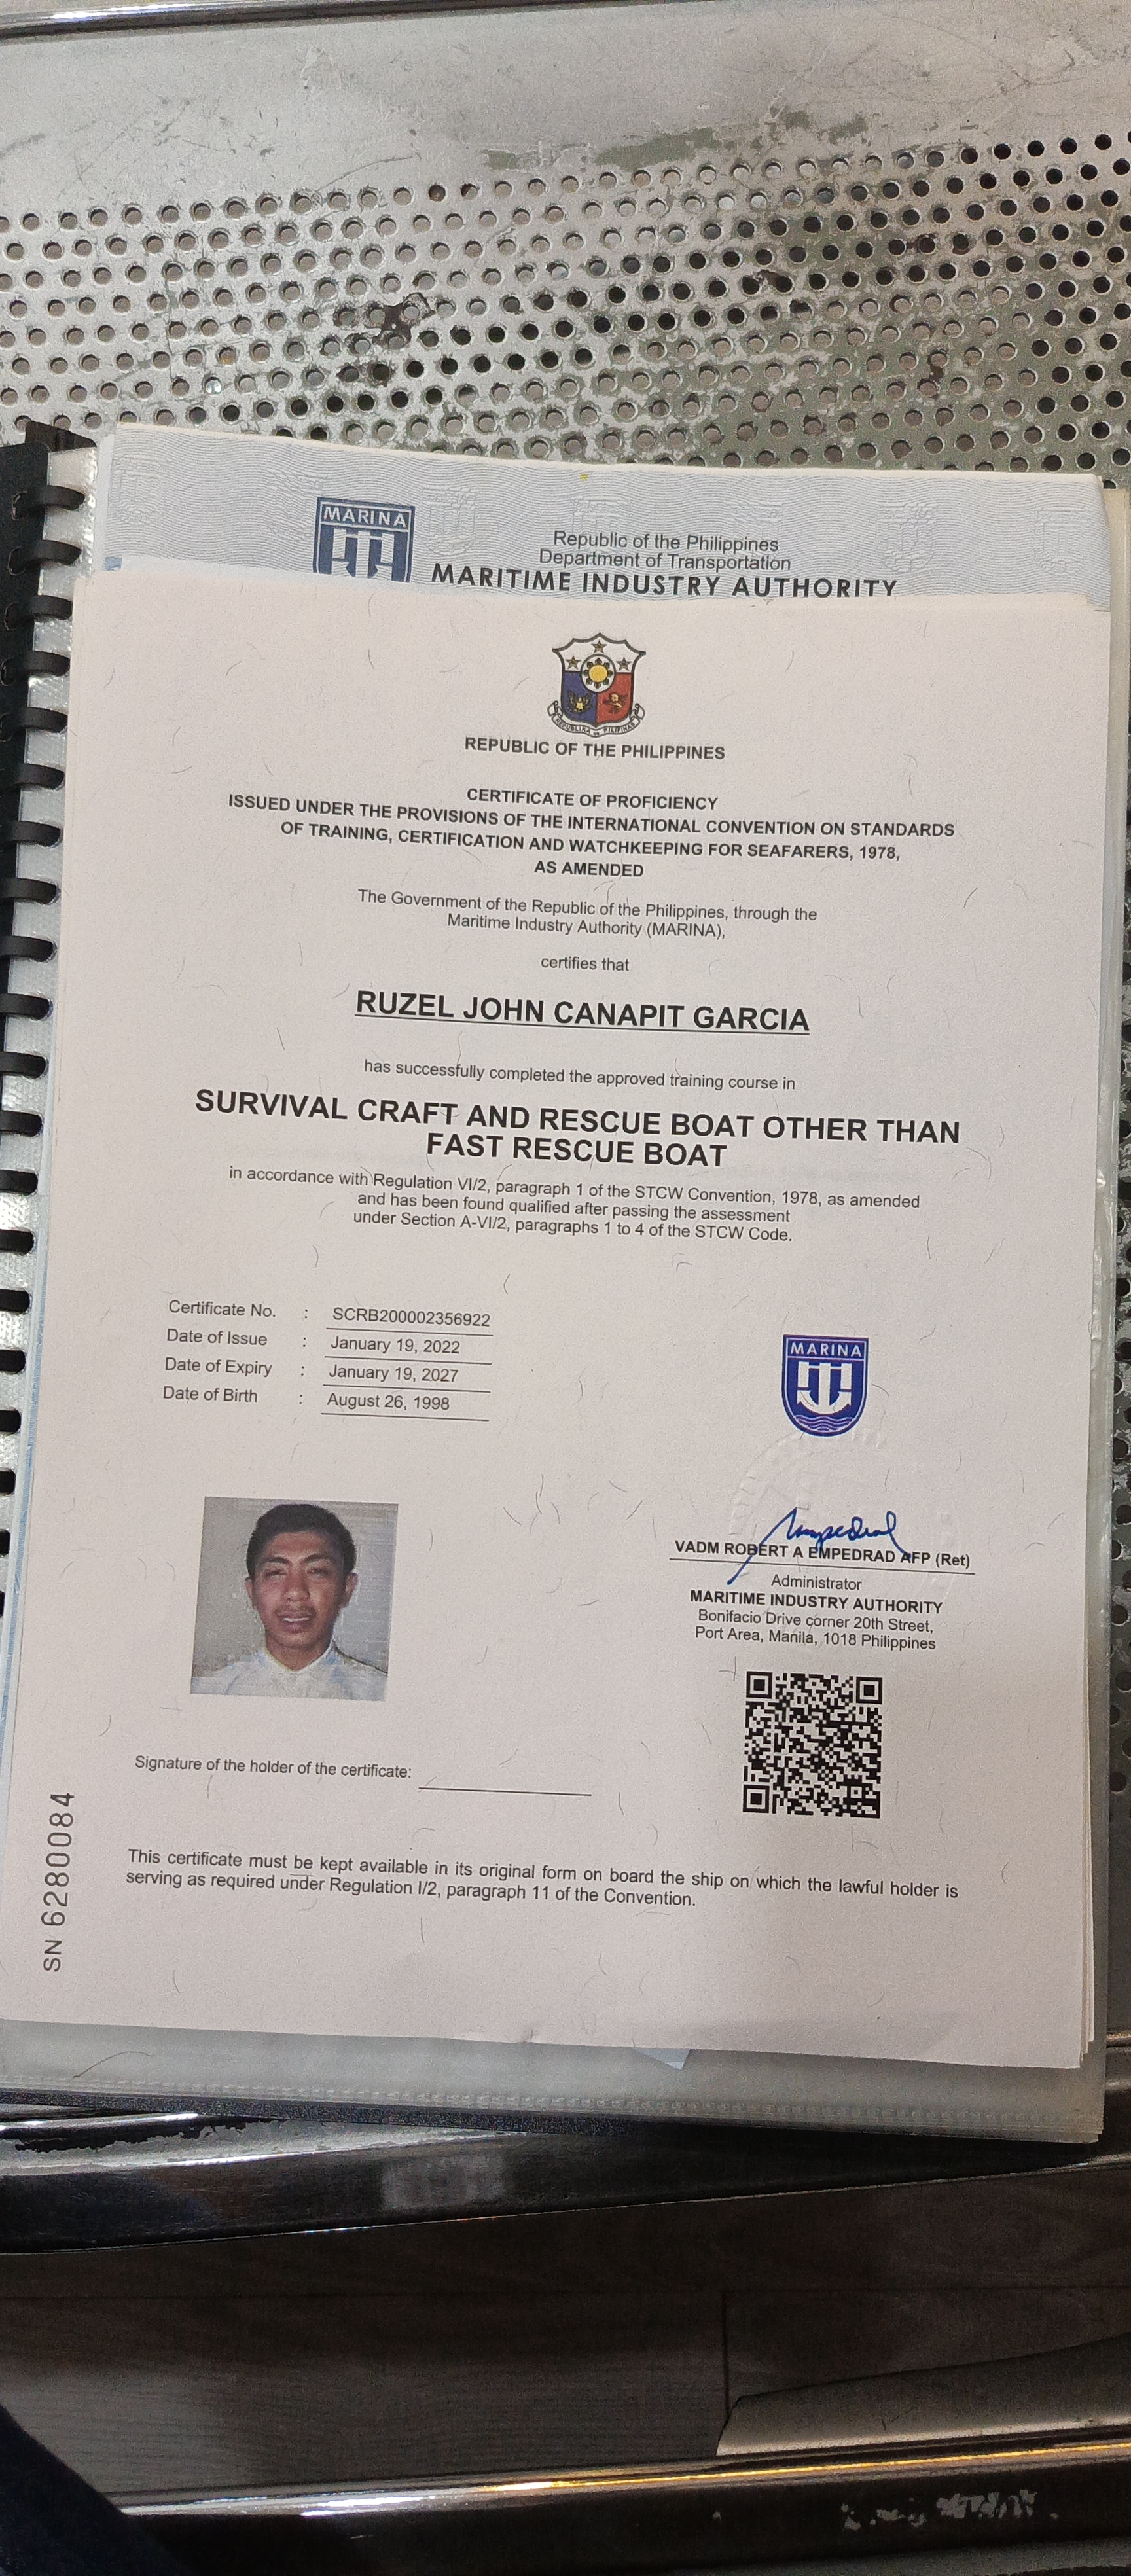 MARINA
Republic of the Philippines
Department of Transportation
MARITIME INDUSTRY AUTHORITY
REPUBLIKA NG PILIPINAS
REPUBLIC OF THE PHILIPPINES
CERTIFICATE OF PROFICIENCY
ISSUED UNDER THE PROVISIONS OF THE INTERNATIONAL CONVENTION ON STANDARDS
OF TRAINING, CERTIFICATION AND WATCHKEEPING FOR SEAFARERS, 1978,
AS AMENDED
The Government of the Republic of the Philippines, through the
Maritime Industry Authority (MARINA),
certifies that
RUZEL JOHN CANAPIT GARCIA
has successfully completed the approved training course in
SURVIVAL CRAFT AND RESCUE BOAT OTHER THAN
FAST RESCUE BOAT
in accordance with Regulation VI/2, paragraph 1 of the STCW Convention, 1978, as amended
and has been found qualified after passing the assessment
under Section A-VI/2, paragraphs 1 to 4 of the STCW Code.
Certificate No. : SCRB200002356922
Date of Issue : January 19, 2022
Date of Expiry : January 19, 2027
Date of Birth : August 26, 1998
MARINA
VADM ROBERT A EMPEDRAD AFP (Ret)
Administrator
MARITIME INDUSTRY AUTHORITY
Bonifacio Drive corner 20th Street,
Port Area, Manila, 1018 Philippines
Signature of the holder of the certificate:
SN 6280084
This certificate must be kept available in its original form on board the ship on which the lawful holder is
serving as required under Regulation I/2, paragraph 11 of the Convention.